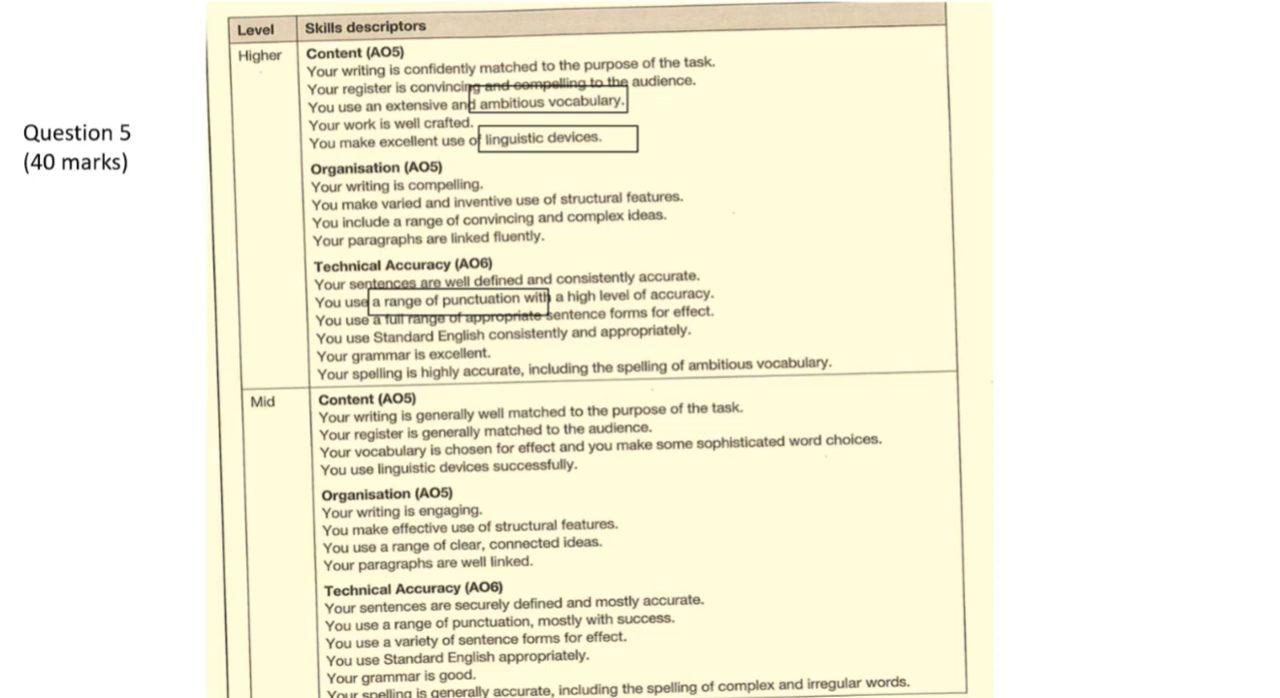 Question 5
(40 marks)
Level Skills descriptors
Higher Content (AO5)
Your writing is confidently matched to the purpose of the task.
Your register is convincing and compelling to the audience.
You use an extensive and ambitious vocabulary.
Your work is well crafted.
You make excellent use of linguistic devices.
Organisation (AO5)
Your writing is compelling.
You make varied and inventive use of structural features.
You include a range of convincing and complex ideas.
Your paragraphs are linked fluently.
Technical Accuracy (AO6)
Your sentences are well defined and consistently accurate.
You use a range of punctuation with a high level of accuracy.
You use a full range of appropriate sentence forms for effect.
You use Standard English consistently and appropriately.
Your grammar is excellent.
Your spelling is highly accurate, including the spelling of ambitious vocabulary.
Mid Content (AO5)
Your writing is generally well matched to the purpose of the task.
Your register is generally matched to the audience.
Your vocabulary is chosen for effect and you make some sophisticated word choices.
You use linguistic devices successfully.
Organisation (AO5)
Your writing is engaging.
You make effective use of structural features.
You use a range of clear, connected ideas.
Your paragraphs are well linked.
Technical Accuracy (AO6)
Your sentences are securely defined and mostly accurate.
You use a range of punctuation, mostly with success.
You use a variety of sentence forms for effect.
You use Standard English appropriately.
Your grammar is good.
Your spelling is generally accurate, including the spelling of complex and irregular words.